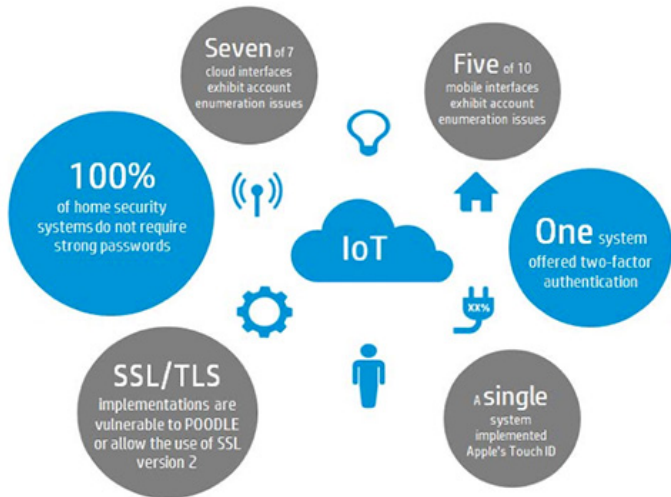 Seven of 7
cloud interfaces
exhibit account
enumeration issues
Five of 10
mobile interfaces
exhibit account
enumeration issues
100%
of home security
systems do not require
strong passwords
IoT
One system
offered two-factor
authentication
XX%
SSL/TLS
implementations are
vulnerable to POODLE
or allow the use of SSL
version 2
A single
system
implemented
Apple's Touch ID